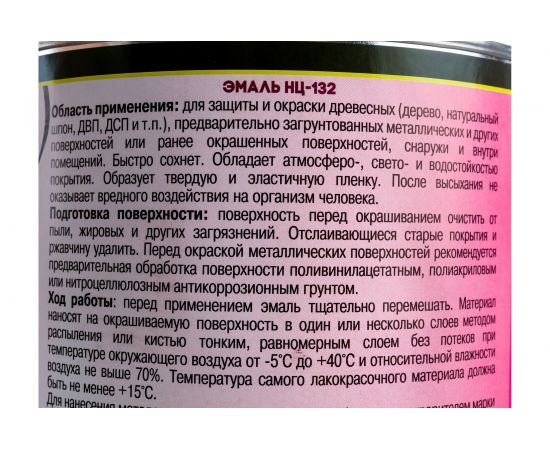 ЭМАЛЬ НЦ-132
Область применения: для защиты и окраски древесных (дерево, натуральный
шпон, ДВП, ДСП и т.п.), предварительно загрунтованных металлических и других
поверхностей или ранее окрашенных поверхностей, снаружи и внутри
помещений. Быстро сохнет. Обладает атмосферо-, свето- и водостойкостью
покрытия. Образует твердую и эластичную пленку. После высыхания не
оказывает вредного воздействия на организм человека.
Подготовка поверхности: поверхность перед окрашиванием очистить от
пыли, жировых и других загрязнений. Отслаивающиеся старые покрытия и
ржавчину удалить. Перед окраской металлических поверхностей рекомендуется
предварительная обработка поверхности поливинилацетатным, полиакриловым
или нитроцеллюлозным антикоррозионным грунтом.
Ход работы: перед применением эмаль тщательно перемешать. Материал
наносят на окрашиваемую поверхность в один или несколько слоев методом
распыления или кистью тонким, равномерным слоем без потеков при
температуре окружающего воздуха от -5°С до +40°С и относительной влажности
воздуха не выше 70%. Температура самого лакокрасочного материала должна
быть не менее +15°С.
Для нанесения марки